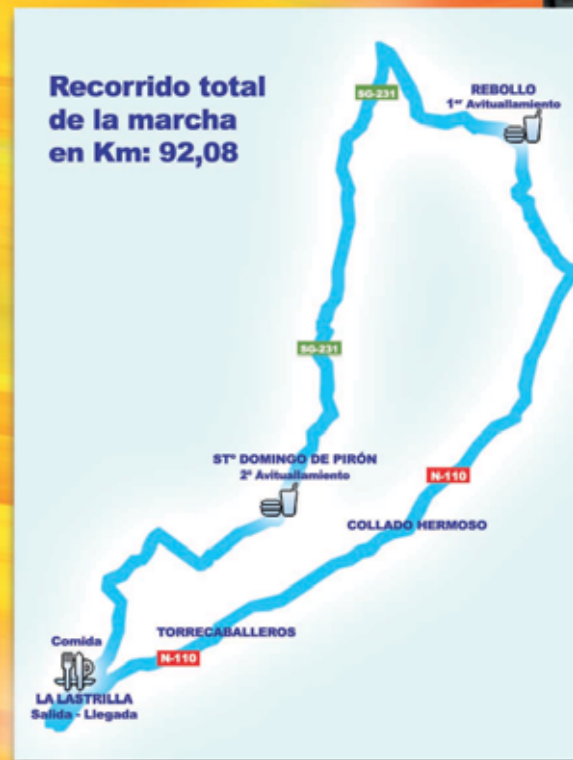 Recorrido total
de la marcha
en Km: 92,08
SG-231
REBOLLO
1er Avituallamiento
SG-231
STº DOMINGO DE PIRÓN
2º Avituallamiento
N-110
COLLADO HERMOSO
TORRECABALLEROS
N-110
Comida
LA LASTRILLA
Salida - Llegada